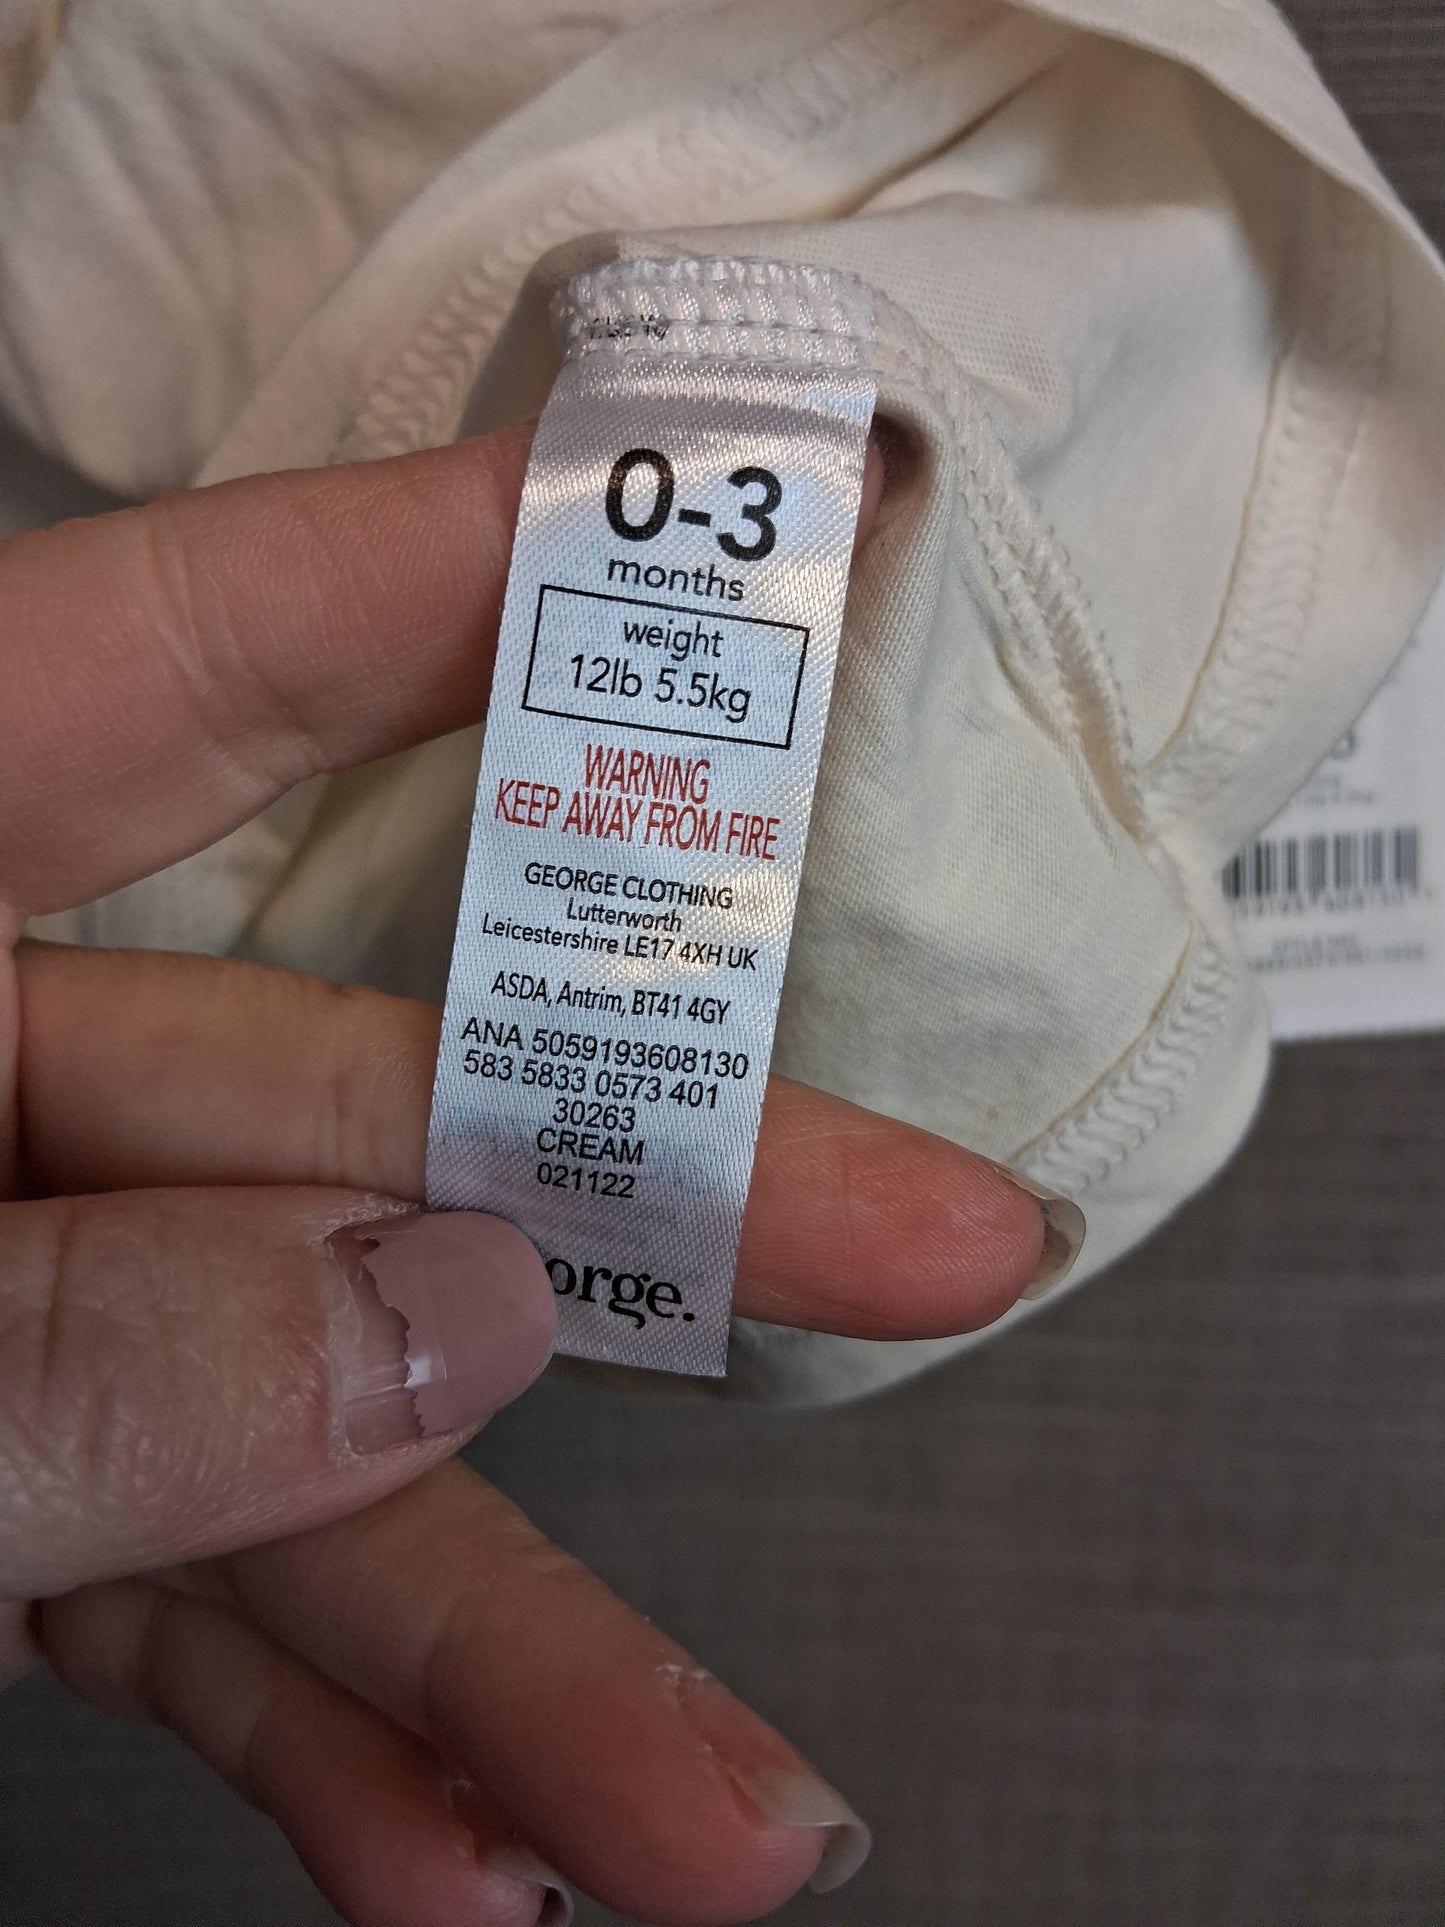 0-3
months
weight
12lb 5.5kg
WARNING
KEEP AWAY FROM FIRE
GEORGE CLOTHING
Lutterworth
Leicestershire LE17 4XH UK
ASDA, Antrim, BT41 4GY
ANA 5059193608130
583 5833 0573 401
30263
CREAM
021122
orge.